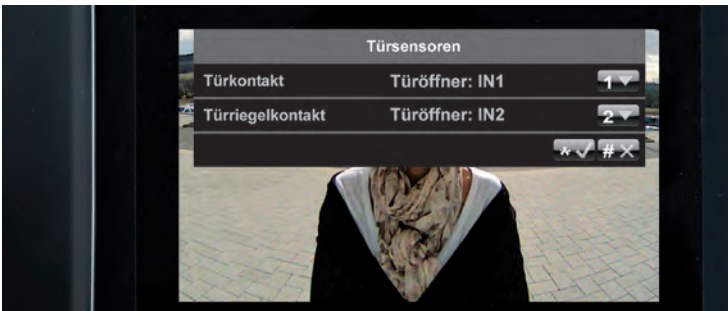 Türsensoren
Türkontakt Türöffner: IN1 1
Türriegelkontakt Türöffner: IN2 2
* #